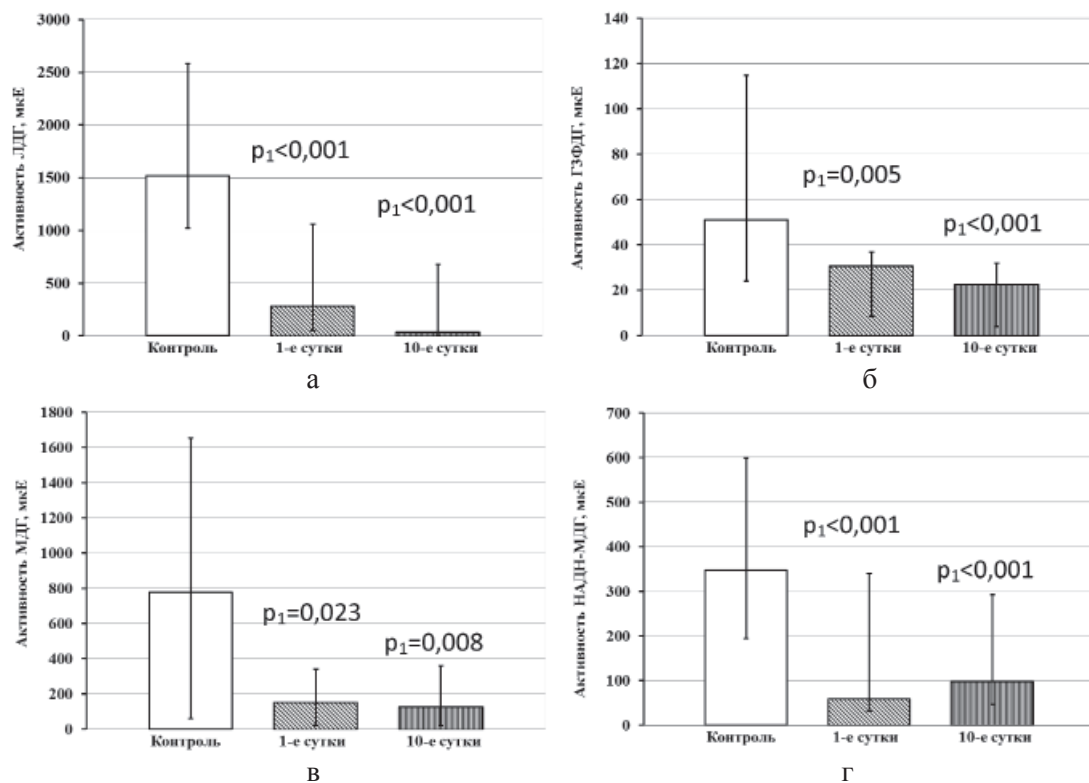 Активность ЛДГ, мкЕ
3000
2500
2000
1500
1000
500
0
p₁<0,001
p₁<0,001
Контроль 1-е сутки 10-е сутки
а
Активность Г3ФДГ, мкЕ
140
120
100
80
60
40
20
0
p₁=0,005
p₁<0,001
Контроль 1-е сутки 10-е сутки
б
Активность МДГ, мкЕ
1800
1600
1400
1200
1000
800
600
400
200
0
p₁=0,023
p₁=0,008
Контроль 1-е сутки 10-е сутки
в
Активность НАДН-МДГ, мкЕ
700
600
500
400
300
200
100
0
p₁<0,001
p₁<0,001
Контроль 1-е сутки 10-е сутки
г